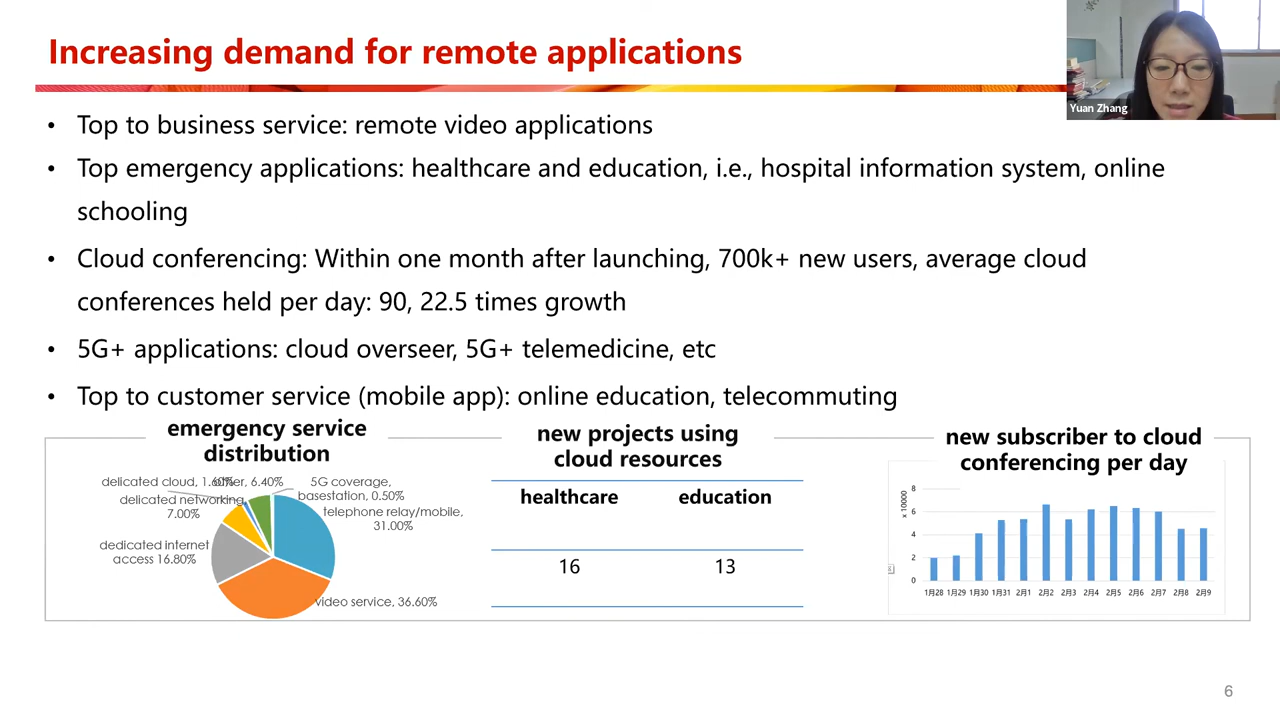 Increasing demand for remote applications
Yuan Zhang
• Top to business service: remote video applications
• Top emergency applications: healthcare and education, i.e., hospital information system, online
schooling
• Cloud conferencing: Within one month after launching, 700k+ new users, average cloud
conferences held per day: 90, 22.5 times growth
• 5G+ applications: cloud overseer, 5G+ telemedicine, etc
• Top to customer service (mobile app): online education, telecommuting
emergency service
distribution
delicated cloud, 1.60%
other, 6.40%
5G coverage,
basestation, 0.50%
delicated networking,
7.00%
telephone relay/mobile,
31.00%
dedicated internet
access 16.80%
video service, 36.60%
new projects using
cloud resources
healthcare education
16 13
new subscriber to cloud
conferencing per day
x 10000
8
6
4
2
0
1月28 1月29 1月30 1月31 2月1 2月2 2月3 2月4 2月5 2月6 2月7 2月8 2月9
6